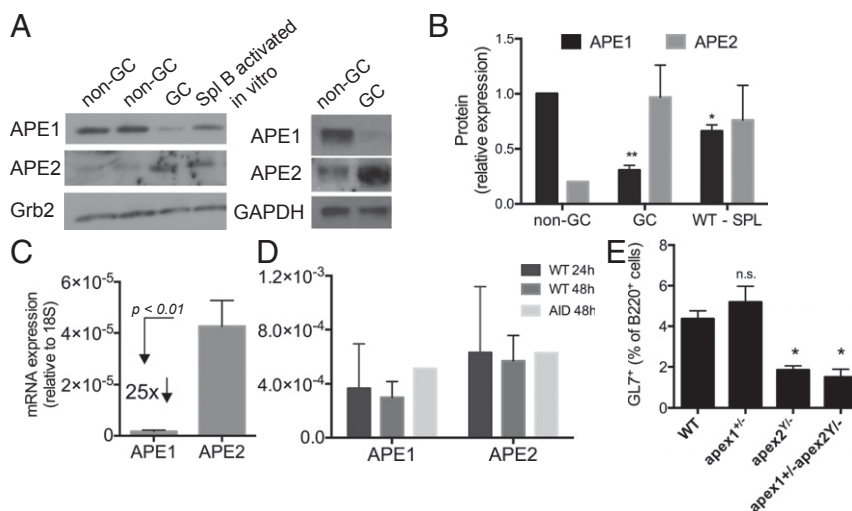 A
non-GC
non-GC
GC
Spl B activated
in vitro
APE1
APE2
Grb2
non-GC
GC
APE1
APE2
GAPDH
B
APE1
APE2
Protein
(relative expression)
1.5
1.0
0.5
0.0
**
*
non-GC
GC
WT - SPL
C
mRNA expression
(relative to 18S)
6×10-5
4×10-5
2×10-5
0
p < 0.01
25x
APE1
APE2
D
1.2×10-3
8.0×10-4
4.0×10-4
0.0
WT 24h
WT 48h
AID 48h
APE1
APE2
E
GL7+ (% of B220+ cells)
8
6
4
2
0
n.s.
*
*
WT
apex1+/-
apex2Y/-
apex1+/-apex2Y/-